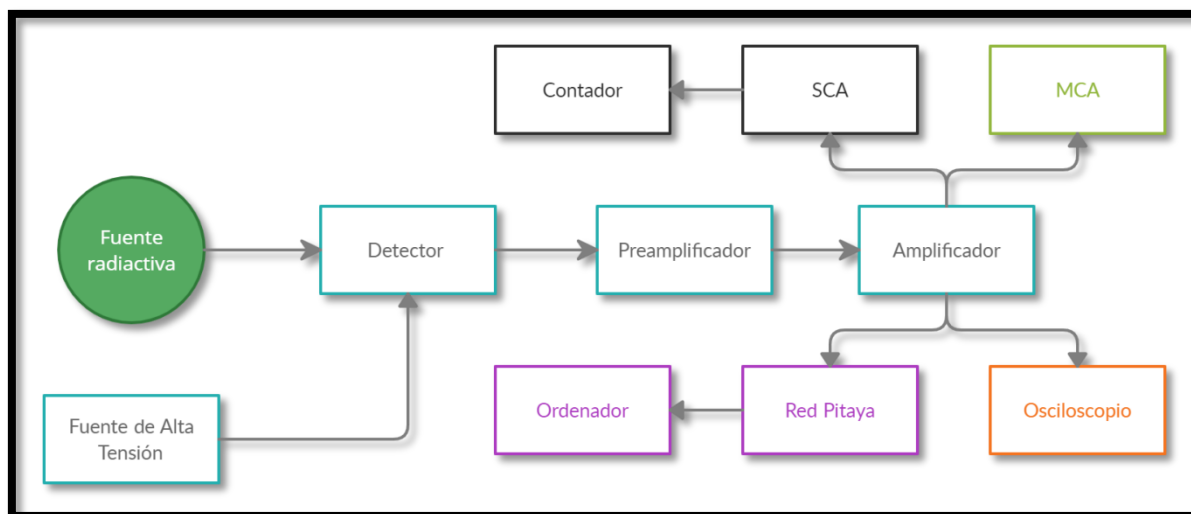 Contador
SCA
MCA
Fuente
radiactiva
Detector
Preamplificador
Amplificador
Fuente de Alta
Tensión
Ordenador
Red Pitaya
Osciloscopio